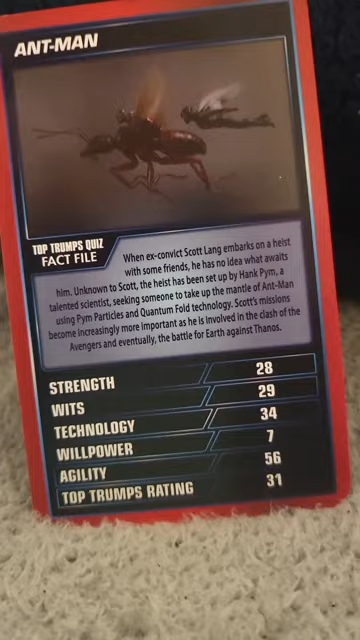 ANT-MAN
TOP TRUMPS QUIZ
FACT FILE
When ex-convict Scott Lang embarks on a heist
with some friends, he has no idea what awaits
him. Unknown to Scott, the heist has been set up by Hank Pym, a
talented scientist, seeking someone to take up the mantle of Ant-Man
using Pym Particles and Quantum Fold technology. Scott's missions
become increasingly more important as he is involved in the clash of the
Avengers and eventually, the battle for Earth against Thanos.
STRENGTH 28
WITS 29
TECHNOLOGY 34
WILLPOWER 7
AGILITY 56
TOP TRUMPS RATING 31